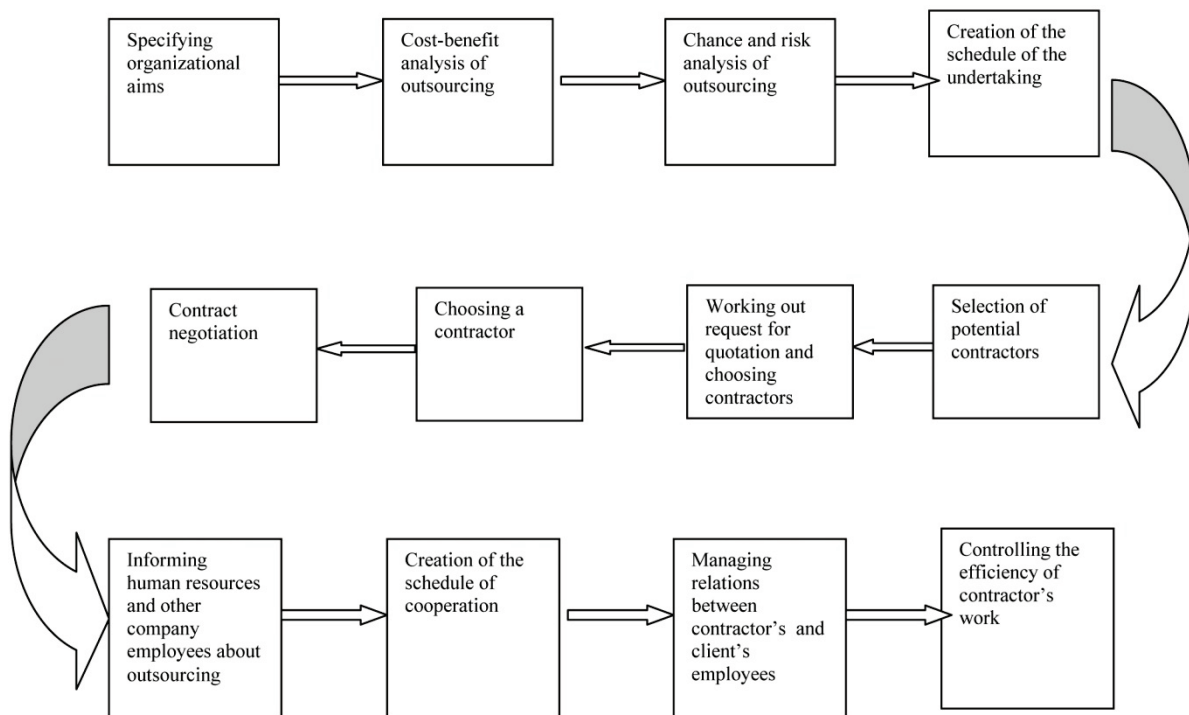 Specifying
organizational
aims
Cost-benefit
analysis of
outsourcing
Chance and risk
analysis of
outsourcing
Creation of the
schedule of the
undertaking
Selection of
potential
contractors
Working out
request for
quotation and
choosing
contractors
Choosing a
contractor
Contract
negotiation
Informing
human resources
and other
company
employees about
outsourcing
Creation of the
schedule of
cooperation
Managing
relations
between
contractor's and
client's
employees
Controlling the
efficiency of
contractor's
work